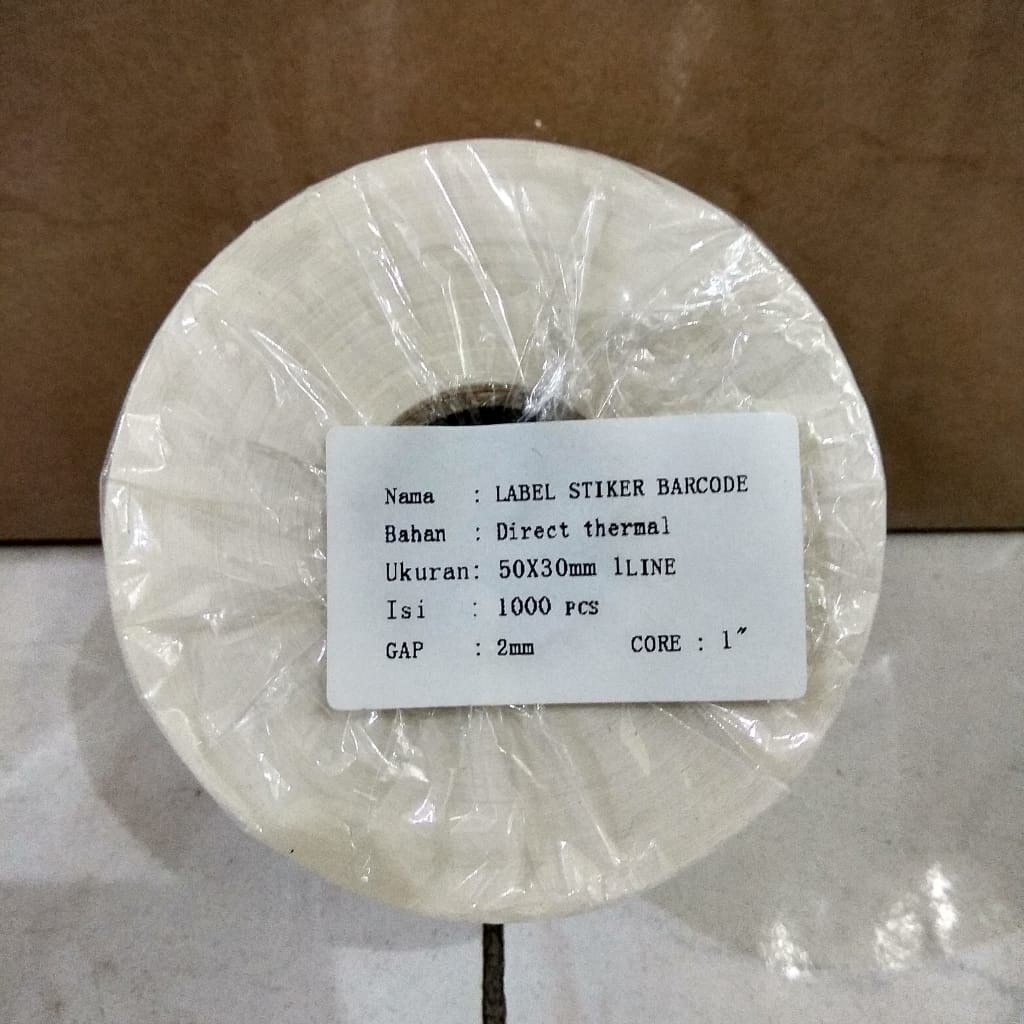 Nama : LABEL STIKER BARCODE
Bahan : Direct thermal
Ukuran: 50X30mm 1LINE
Isi : 1000 PCS
GAP : 2mm CORE : 1"